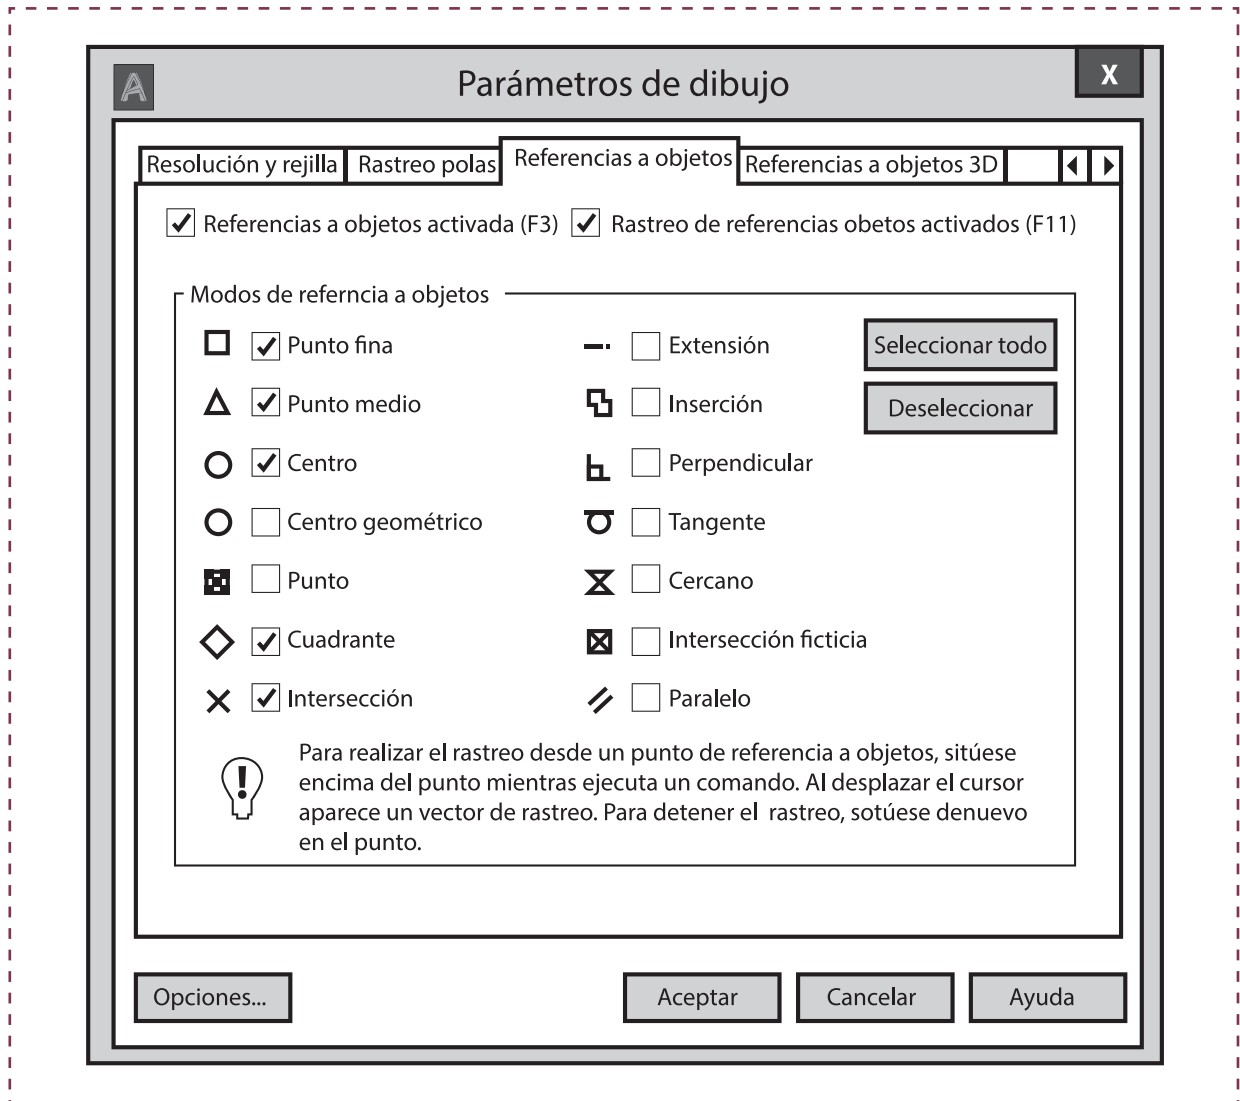 Parámetros de dibujo
X
Resolución y rejilla
Rastreo polas
Referencias a objetos
Referencias a objetos 3D
Referencias a objetos activada (F3)
Rastreo de referencias obetos activados (F11)
Modos de referncia a objetos
Punto fina
Extensión
Seleccionar todo
Punto medio
Inserción
Deseleccionar
Centro
Perpendicular
Centro geométrico
Tangente
Punto
Cercano
Cuadrante
Intersección ficticia
Intersección
Paralelo
Para realizar el rastreo desde un punto de referencia a objetos, sitúese
encima del punto mientras ejecuta un comando. Al desplazar el cursor
aparece un vector de rastreo. Para detener el rastreo, sotúese denuevo
en el punto.
Opciones...
Aceptar
Cancelar
Ayuda